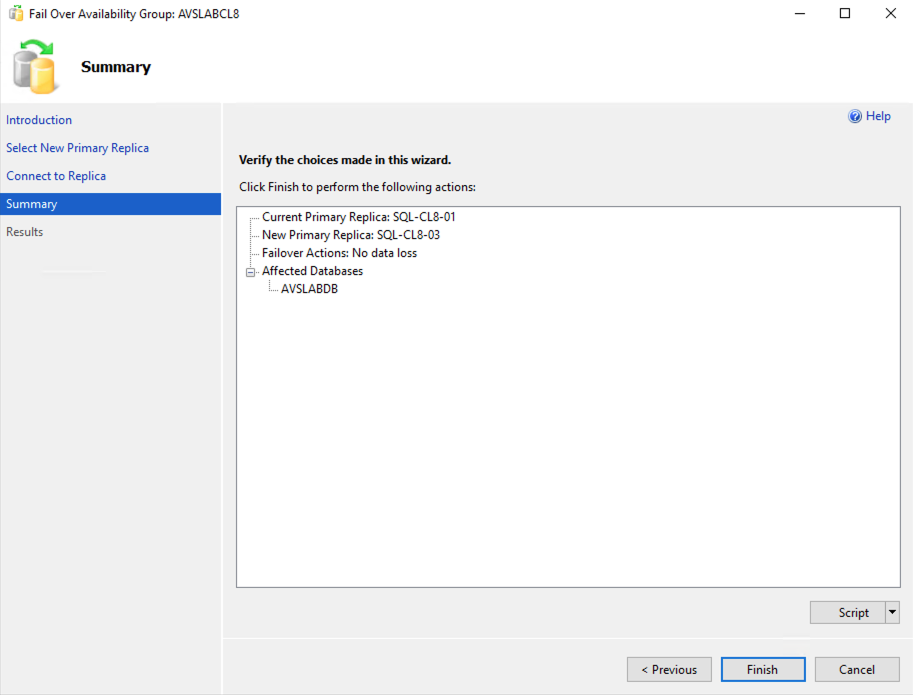 Fail Over Availability Group: AVSLABCL8
Summary
Introduction
Select New Primary Replica
Connect to Replica
Summary
Results
Help
Verify the choices made in this wizard.
Click Finish to perform the following actions:
Current Primary Replica: SQL-CL8-01
New Primary Replica: SQL-CL8-03
Failover Actions: No data loss
Affected Databases
AVSLABDB
Script
< Previous
Finish
Cancel